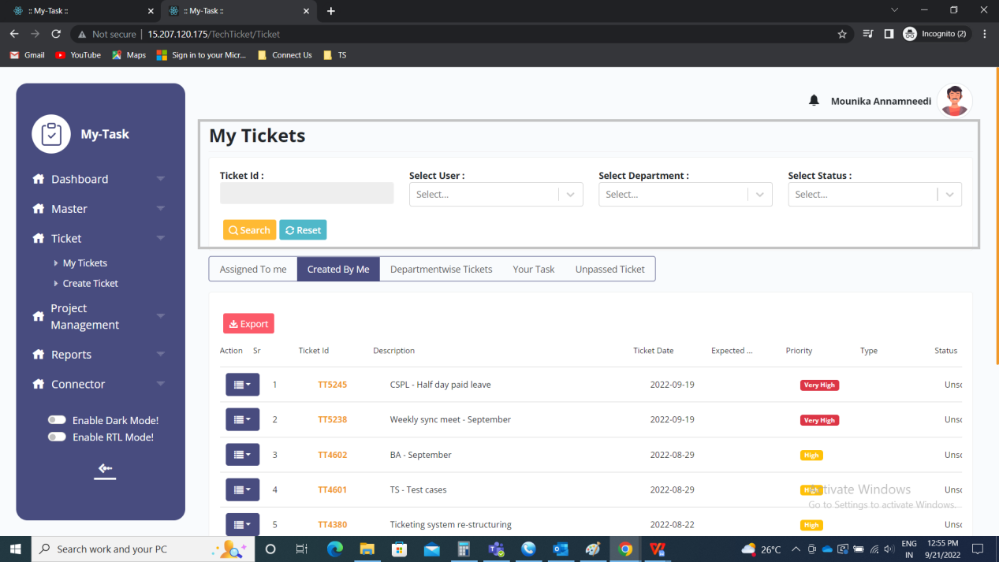 :: My-Task ::
:: My-Task ::
Not secure | 15.207.120.175/TechTicket/Ticket
Incognito (2)
Gmail YouTube Maps Sign in to your Micr... Connect Us TS
My-Task
Dashboard
Master
Ticket
My Tickets
Create Ticket
Project
Management
Reports
Connector
Enable Dark Mode!
Enable RTL Mode!
Mounika Annamneedi
My Tickets
Ticket Id : Select User : Select Department : Select Status :
Select... Select... Select...
Search Reset
Assigned To me Created By Me Departmentwise Tickets Your Task Unpassed Ticket
Export
Action Sr Ticket Id Description Ticket Date Expected ... Priority Type Status
1 TT5245 CSPL - Half day paid leave 2022-09-19 Very High
2 TT5238 Weekly sync meet - September 2022-09-19 Very High
3 TT4602 BA - September 2022-08-29 High
4 TT4601 TS - Test cases 2022-08-29 High
5 TT4380 Ticketing system re-structuring 2022-08-22 High
Activate Windows
Go to Settings to activate Windows.
Search work and your PC
26°C
ENG
IN
12:55 PM
9/21/2022